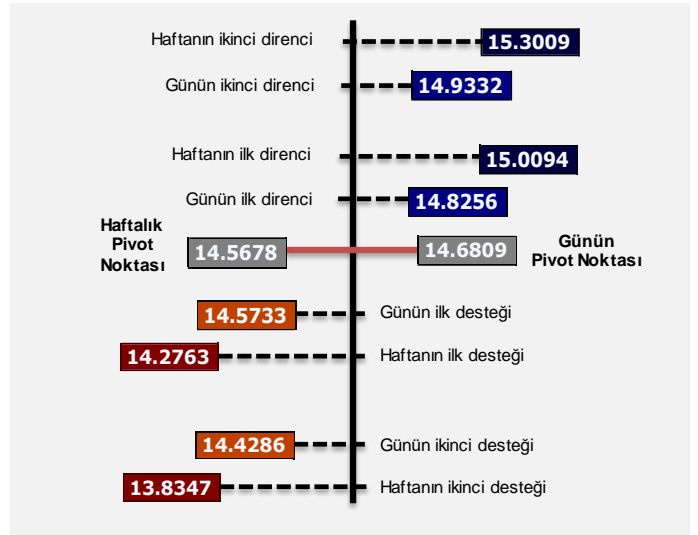 Haftanın ikinci direnci
15.3009
Günün ikinci direnci
14.9332
Haftanın ilk direnci
15.0094
Günün ilk direnci
14.8256
Haftalık
Pivot
Noktası
14.5678
14.6809
Günün
Pivot Noktası
14.5733
Günün ilk desteği
14.2763
Haftanın ilk desteği
14.4286
Günün ikinci desteği
13.8347
Haftanın ikinci desteği